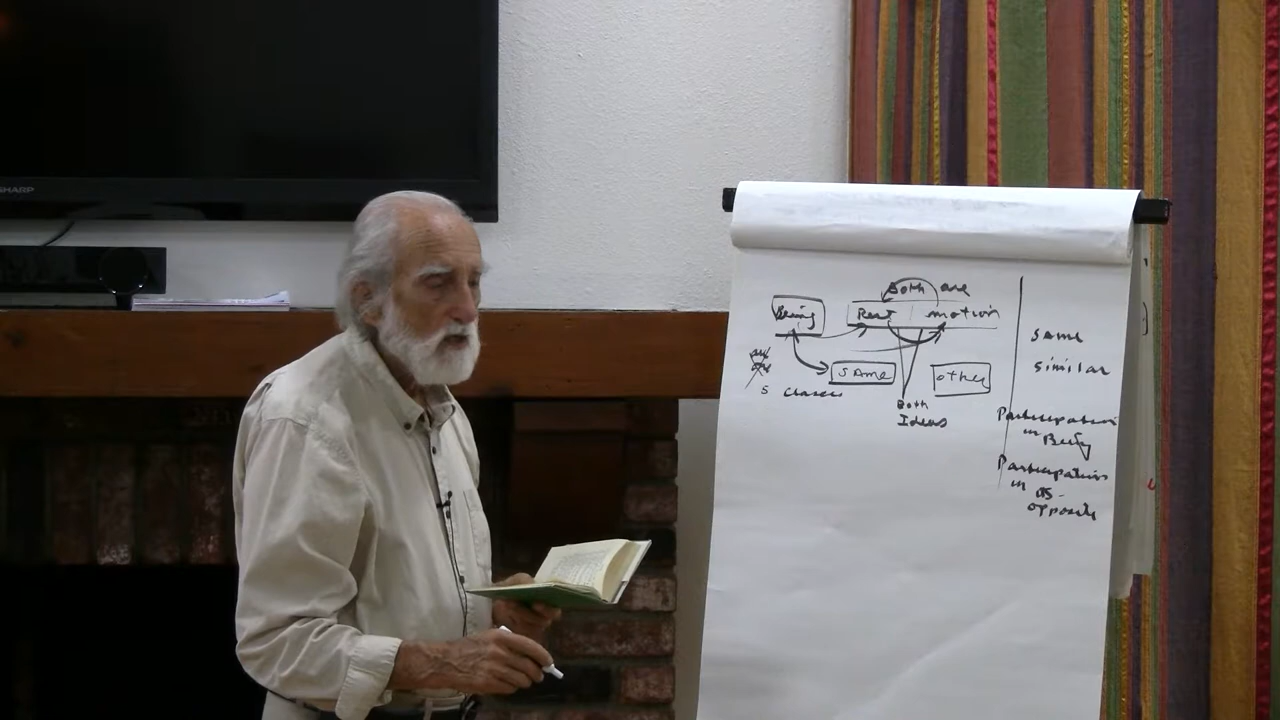 SHARP
Both are
Being Rest motion
same other
5 classes
Both
Ideas
same
similar
Participation
in Being
Participation
in its
opposite